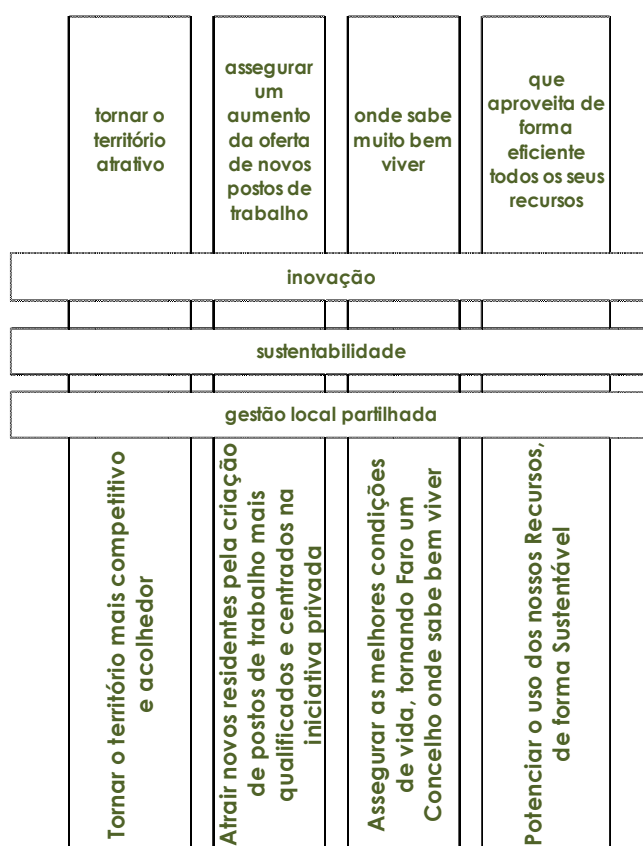 tornar o
território
atrativo
assegurar
um
aumento
da oferta
de novos
postos de
trabalho
onde sabe
muito bem
viver
que
aproveita de
forma
eficiente
todos os seus
recursos
inovação
sustentabilidade
gestão local partilhada
Tornar o território mais competitivo
e acolhedor
Atrair novos residentes pela criação
de postos de trabalho mais
qualificados e centrados na
iniciativa privada
Assegurar as melhores condições
de vida, tornando Faro um
Concelho onde sabe bem viver
Potenciar o uso dos nossos Recursos,
de forma Sustentável